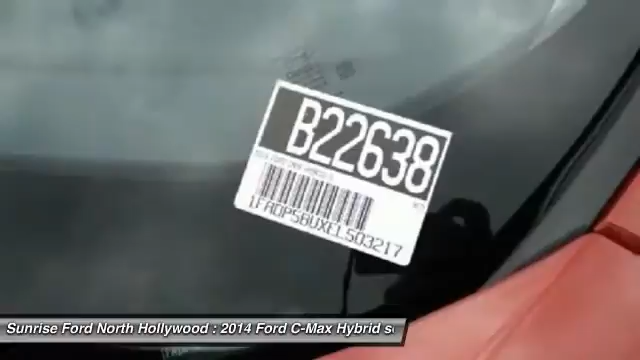 B22638
1FADP5BUXEL503217
Sunrise Ford North Hollywood : 2014 Ford C-Max Hybrid s